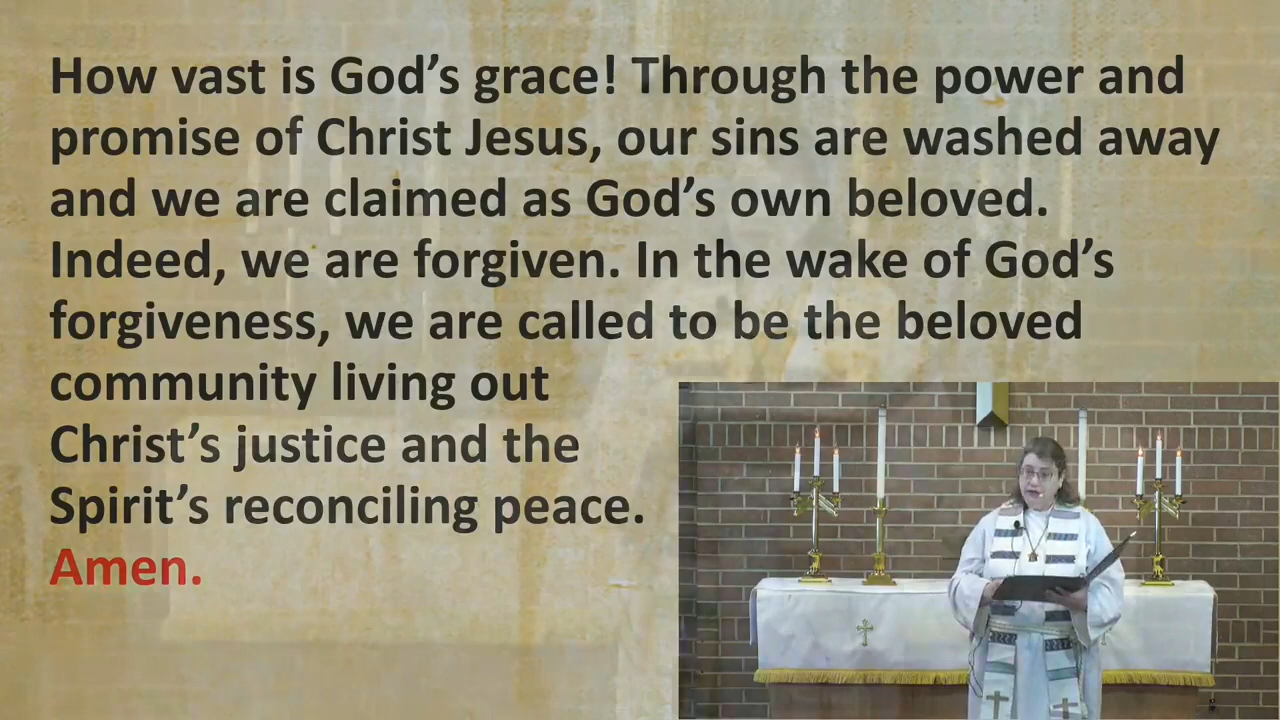 How vast is God’s grace! Through the power and
promise of Christ Jesus, our sins are washed away
and we are claimed as God’s own beloved.
Indeed, we are forgiven. In the wake of God’s
forgiveness, we are called to be the beloved
community living out
Christ’s justice and the
Spirit’s reconciling peace.
Amen.